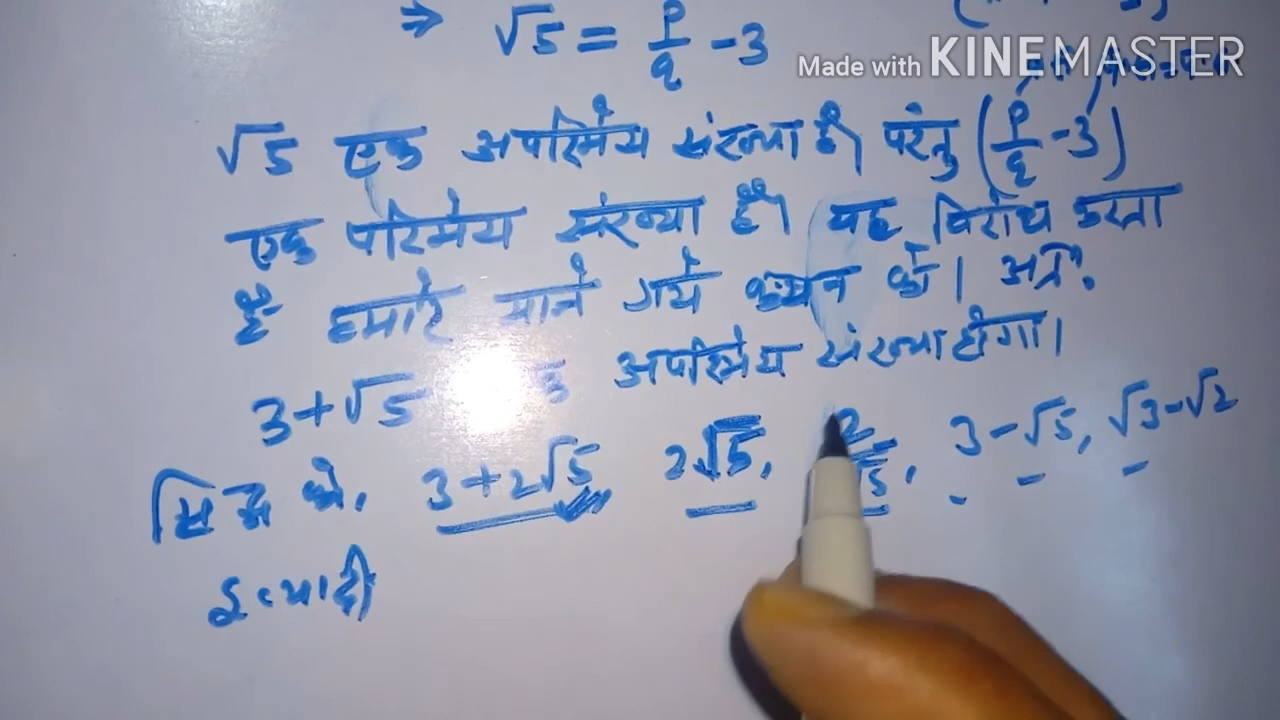 ⇒ √5 = p/q - 3
Made with KINEMASTER
√5 एक अपरिमेय संख्या है। परंतु (p/q - 3)
एक परिमेय संख्या है। यह विरोध करता
है हमारे माने गये कथन को। अतः
3+√5 अपरिमेय संख्या होगा।
सिद्ध करें, 3+2√5 2√5, 3-√5, √3-√2
इत्यादी